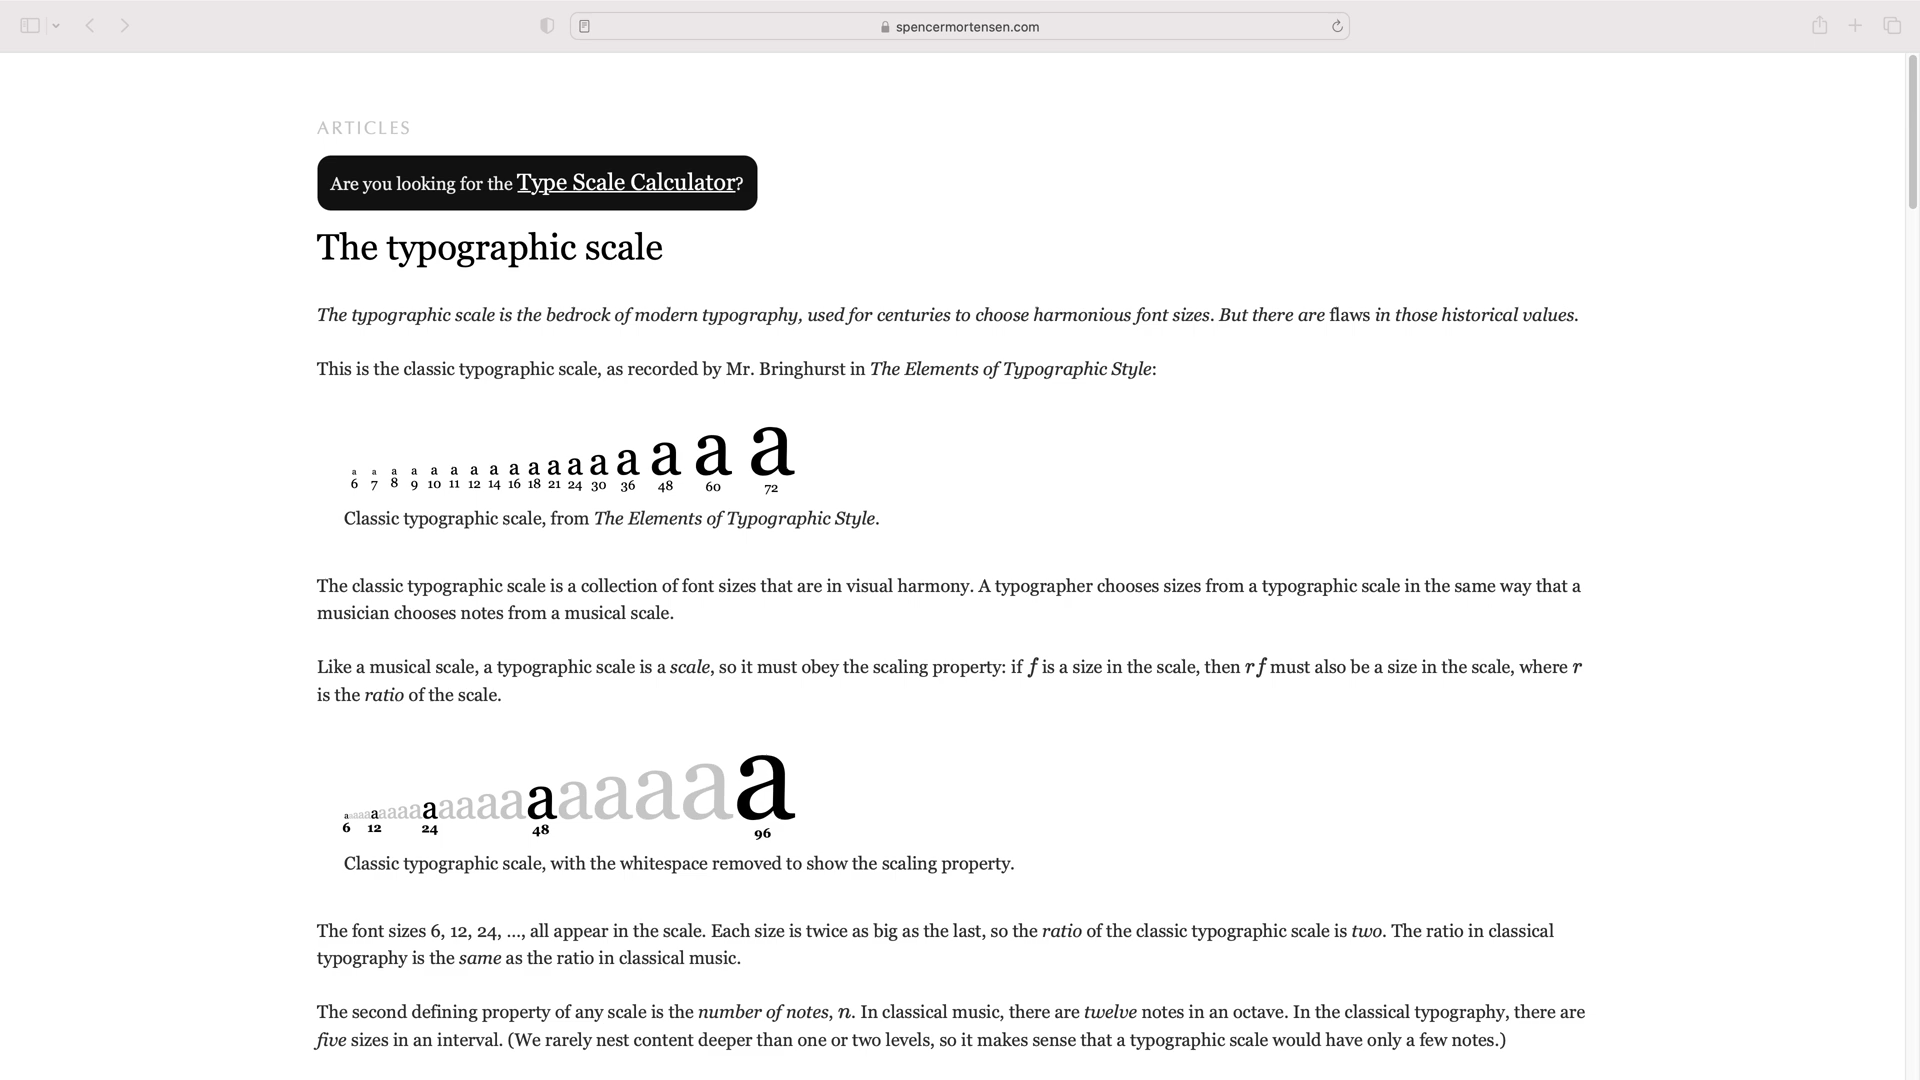 spencermortensen.com
ARTICLES
Are you looking for the Type Scale Calculator?
The typographic scale
The typographic scale is the bedrock of modern typography, used for centuries to choose harmonious font sizes. But there are flaws in those historical values.
This is the classic typographic scale, as recorded by Mr. Bringhurst in The Elements of Typographic Style:
a a a a a a a a a a a a a a a a a
6 7 8 9 10 11 12 14 16 18 21 24 30 36 48 60 72
Classic typographic scale, from The Elements of Typographic Style.
The classic typographic scale is a collection of font sizes that are in visual harmony. A typographer chooses sizes from a typographic scale in the same way that a
musician chooses notes from a musical scale.
Like a musical scale, a typographic scale is a scale, so it must obey the scaling property: if f is a size in the scale, then r f must also be a size in the scale, where r
is the ratio of the scale.
aaaaaaaaaaaaaaaaaaaaa
6 12 24 48 96
Classic typographic scale, with the whitespace removed to show the scaling property.
The font sizes 6, 12, 24, …, all appear in the scale. Each size is twice as big as the last, so the ratio of the classic typographic scale is two. The ratio in classical
typography is the same as the ratio in classical music.
The second defining property of any scale is the number of notes, n. In classical music, there are twelve notes in an octave. In the classical typography, there are
five sizes in an interval. (We rarely nest content deeper than one or two levels, so it makes sense that a typographic scale would have only a few notes.)